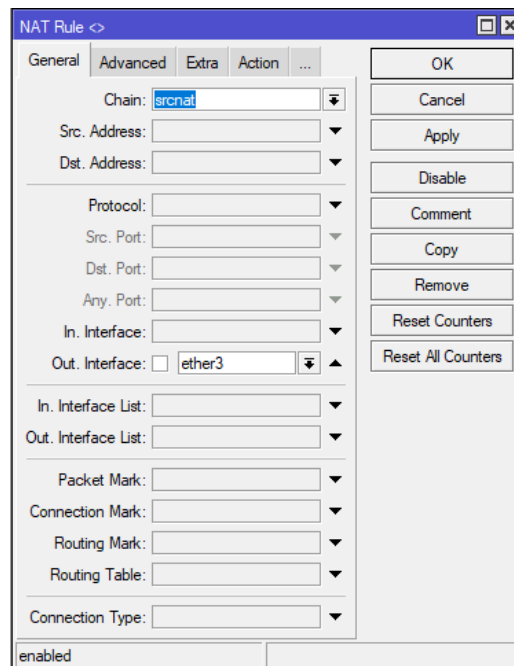 NAT Rule <>
General Advanced Extra Action ...
Chain: srcnat
Src. Address:
Dst. Address:
Protocol:
Src. Port:
Dst. Port:
Any. Port:
In. Interface:
Out. Interface: ether3
In. Interface List:
Out. Interface List:
Packet Mark:
Connection Mark:
Routing Mark:
Routing Table:
Connection Type:
enabled
OK
Cancel
Apply
Disable
Comment
Copy
Remove
Reset Counters
Reset All Counters